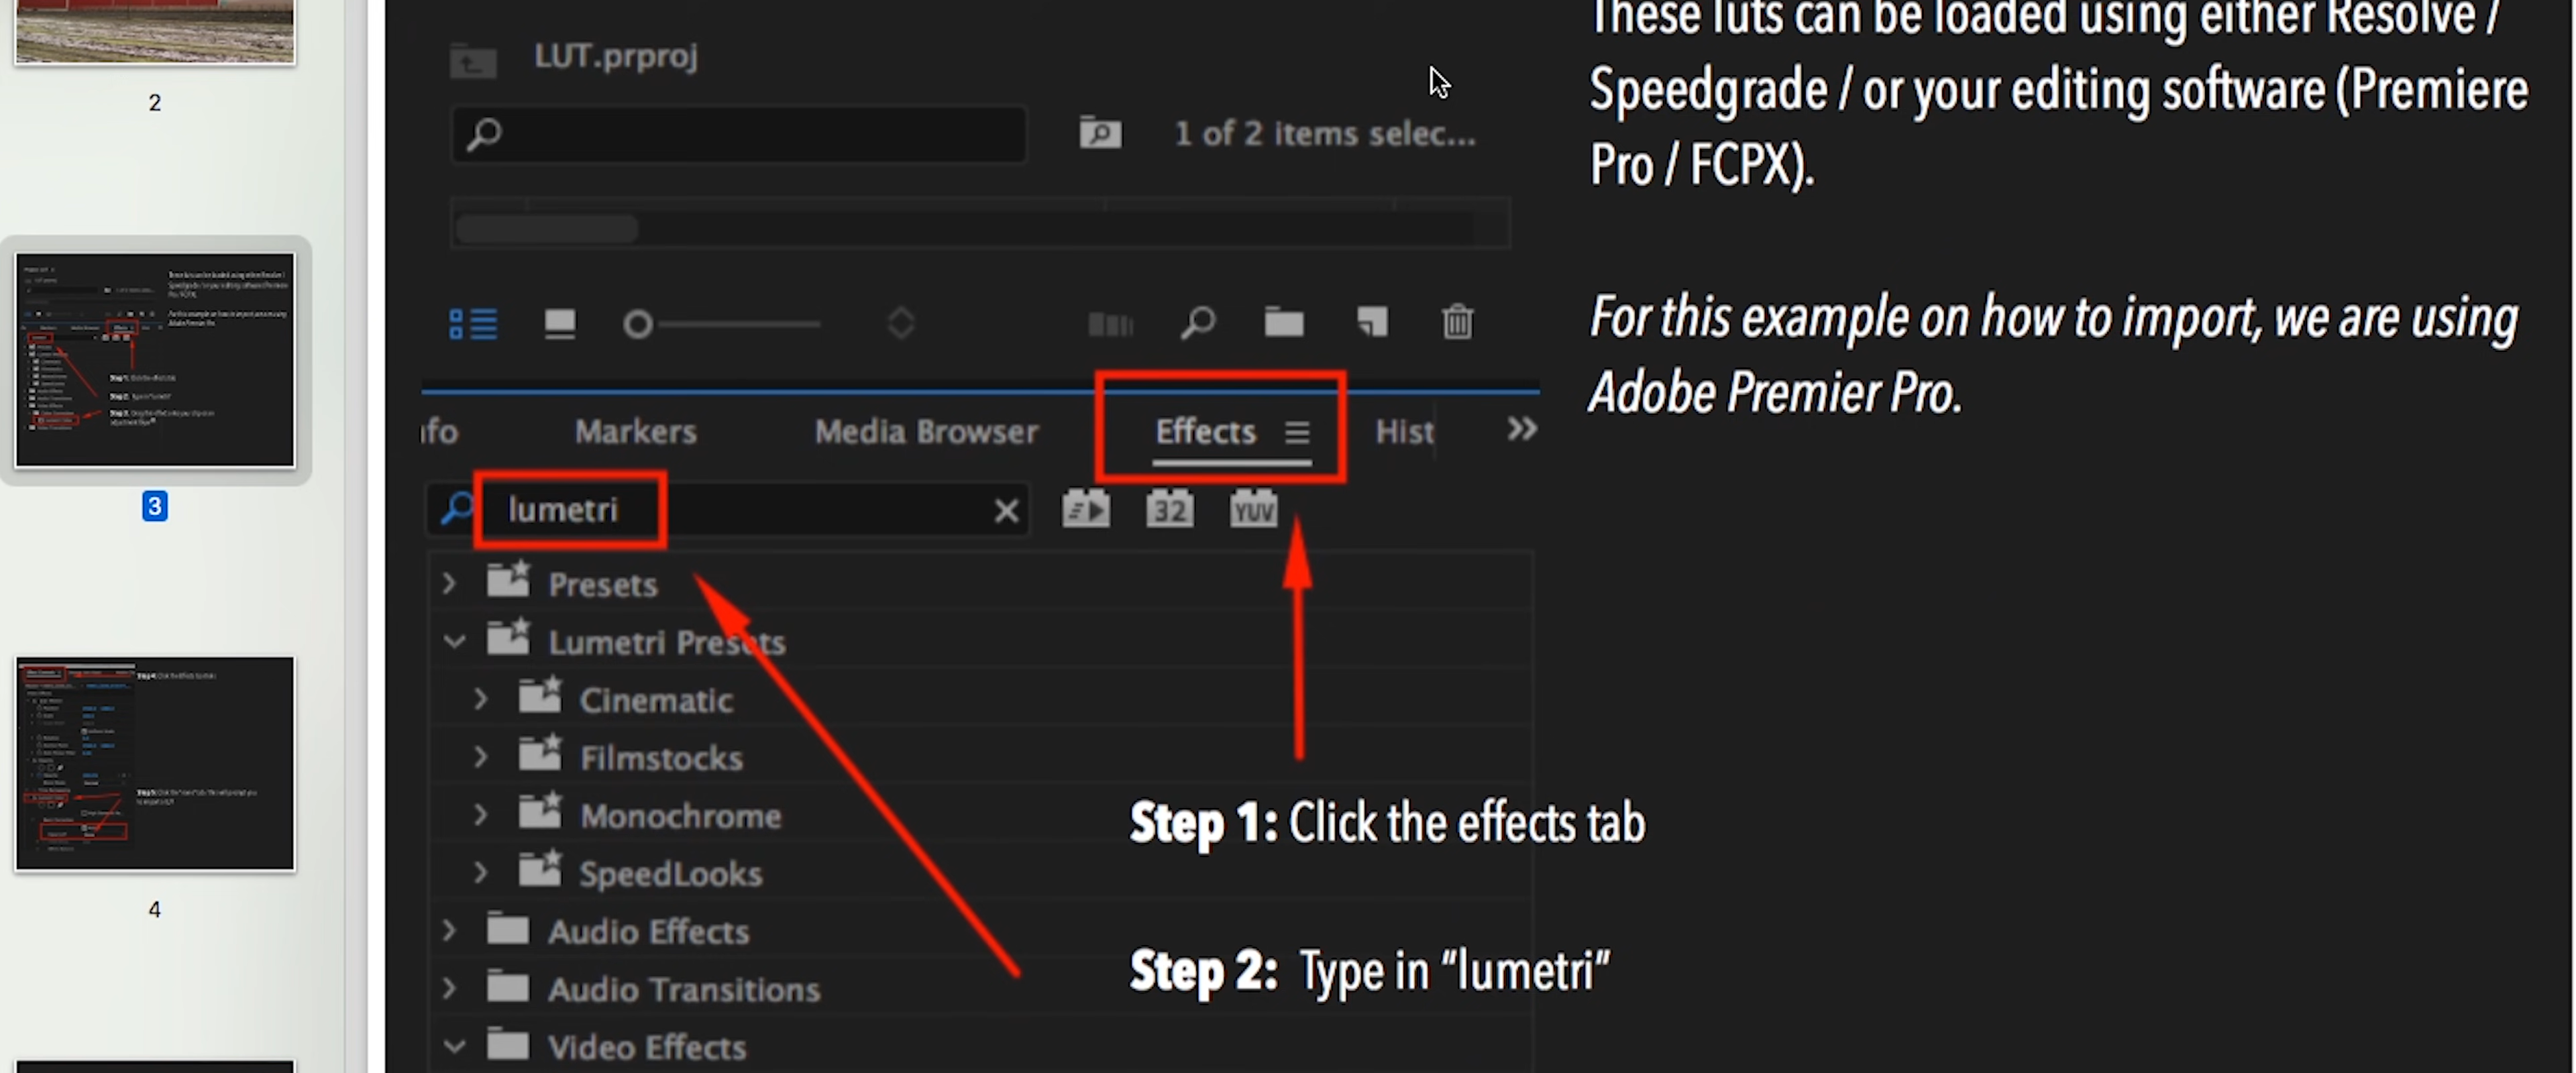 2
3
4
LUT.prproj
1 of 2 items selec...
fo
Markers
Media Browser
Effects
Hist
lumetri
32
YUV
Presets
Lumetri Presets
Cinematic
Filmstocks
Monochrome
SpeedLooks
Audio Effects
Audio Transitions
Video Effects
These luts can be loaded using either Resolve /
Speedgrade / or your editing software (Premiere
Pro / FCPX).
For this example on how to import, we are using
Adobe Premier Pro.
Step 1: Click the effects tab
Step 2: Type in “lumetri”